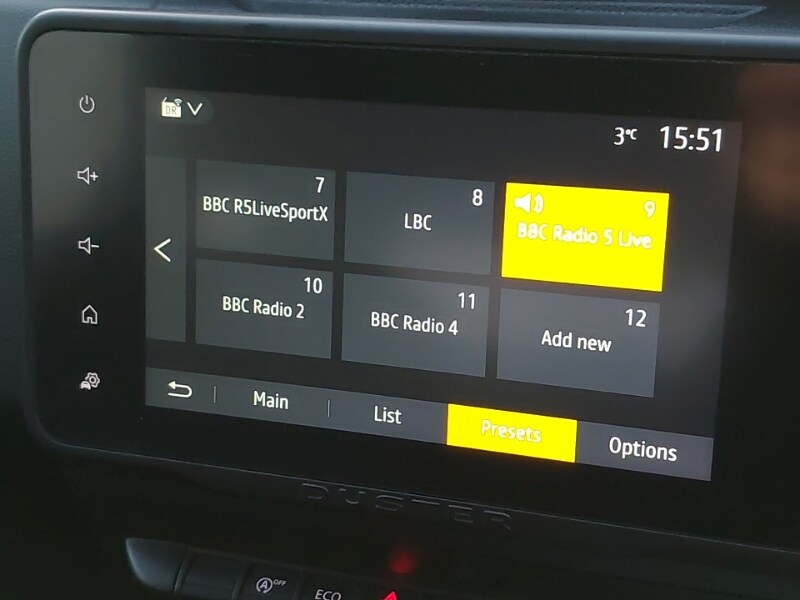 DR
3°C 15:51
7
BBC R5LiveSportX
8
LBC
9
BBC Radio 5 Live
10
BBC Radio 2
11
BBC Radio 4
12
Add new
Main
List
Presets
Options
DUSTER
A OFF
ECO